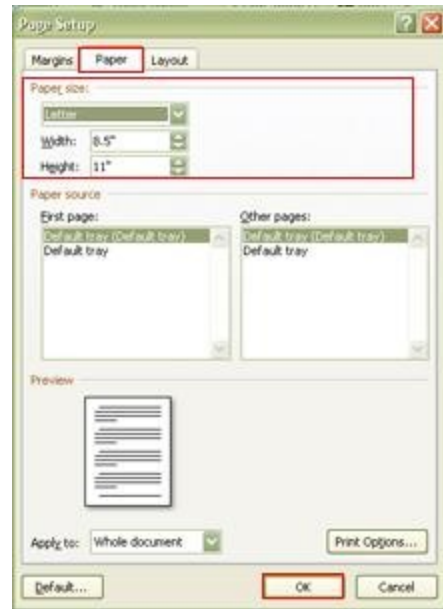 Page Setup
Margins Paper Layout
Paper size:
Letter
Width: 8.5"
Height: 11"
Paper source
First page: Other pages:
Default tray (Default tray) Default tray (Default tray)
Default tray Default tray
Preview
Apply to: Whole document Print Options...
Default... OK Cancel